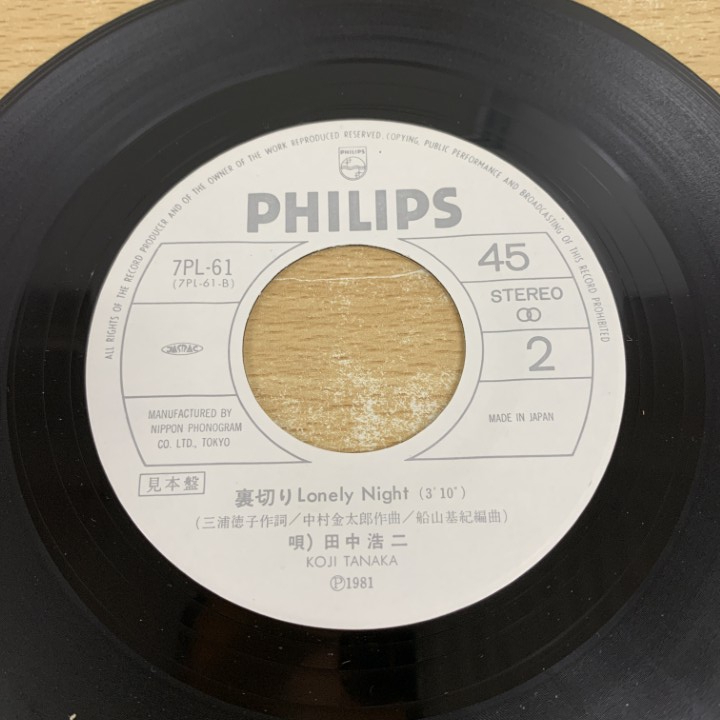 ALL RIGHTS OF THE RECORD PRODUCER AND OF THE OWNER OF THE WORK REPRODUCED RESERVED. COPYING, PUBLIC PERFORMANCE AND BROADCASTING OF THIS RECORD PROHIBITED
PHILIPS
PHILIPS
7PL-61
(7PL-61-B)
45
STEREO
2
JASRAC
MANUFACTURED BY
NIPPON PHONOGRAM
CO. LTD., TOKYO
MADE IN JAPAN
見本盤
裏切りLonely Night (3'10")
(三浦徳子作詞/中村金太郎作曲/船山基紀編曲)
唄) 田中浩二
KOJI TANAKA
Ⓟ1981